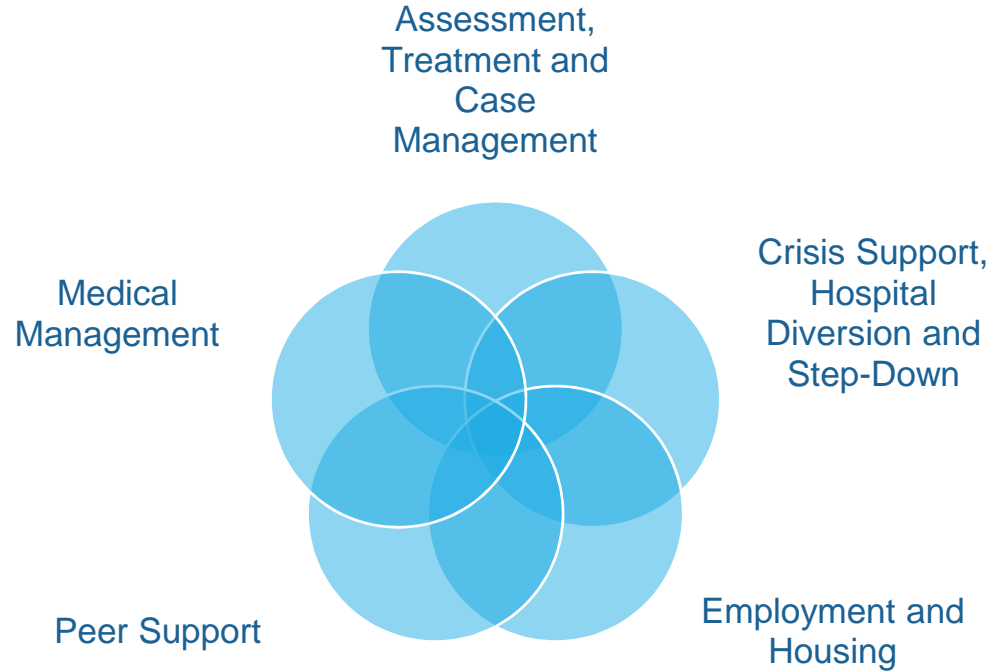 Assessment,
Treatment and
Case
Management
Crisis Support,
Hospital
Diversion and
Step-Down
Medical
Management
Employment and
Housing
Peer Support